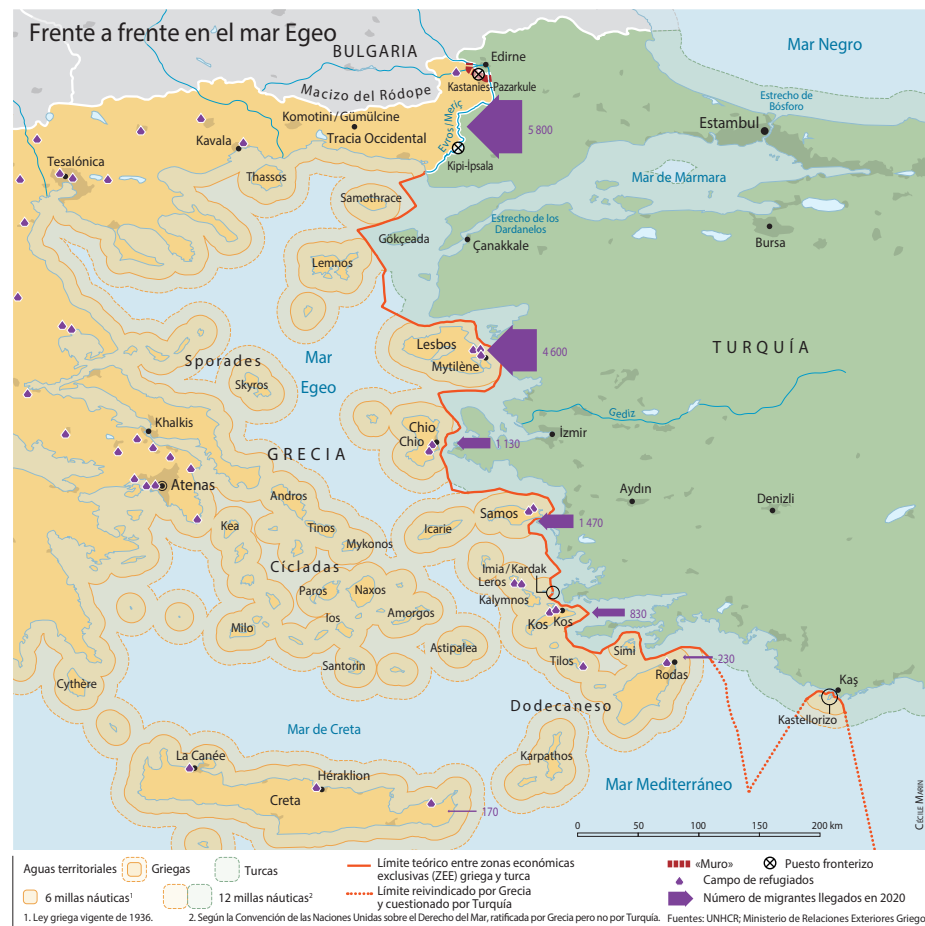 Frente a frente en el mar Egeo
BULGARIA
Mar Negro
Edirne
Kastaniés-Pazarkule
Macizo del Ródope
Estrecho de
Bósforo
Komotini / Gümülcine
Tracia Occidental
Evros / Meriç
5 800
Estambul
Kavala
Kipi-İpsala
Tesalónica
Thassos
Mar de Marmara
Samothrace
Estrecho de los
Dardanelos
Gökçeada
Çanakkale
Bursa
Lemnos
Lesbos
4 600
TURQUÍA
Mytilène
Sporades
Mar
Egeo
Skyros
Khalkis
Chio
Chio
1 130
Gediz
İzmir
GRECIA
Atenas
Andros
Aydın
Denizli
Samos
1 470
Kea
Tinos
Icarie
Mykonos
Cícladas
Imia / Kardak
Leros
Kalymnos
Paros
Naxos
Amorgos
Ios
Milo
Kos
Kos
830
Astipalea
Simi
Santorin
Tilos
230
Rodas
Cythère
Kaş
Dodecaneso
Kastellorizo
Mar de Creta
La Canée
Karpathos
Héraklion
Mar Mediterráneo
Creta
170
0 50 100 150 200 km
CÉCILE MARIN
Aguas territoriales Griegas Turcas
6 millas náuticas¹ 12 millas náuticas²
Límite teórico entre zonas económicas
exclusivas (ZEE) griega y turca
Límite reivindicado por Grecia
y cuestionado por Turquía
«Muro» Puesto fronterizo
Campo de refugiados
Número de migrantes llegados en 2020
1. Ley griega vigente de 1936. 2. Según la Convención de las Naciones Unidas sobre el Derecho del Mar, ratificada por Grecia pero no por Turquía. Fuentes: UNHCR; Ministerio de Relaciones Exteriores Griego